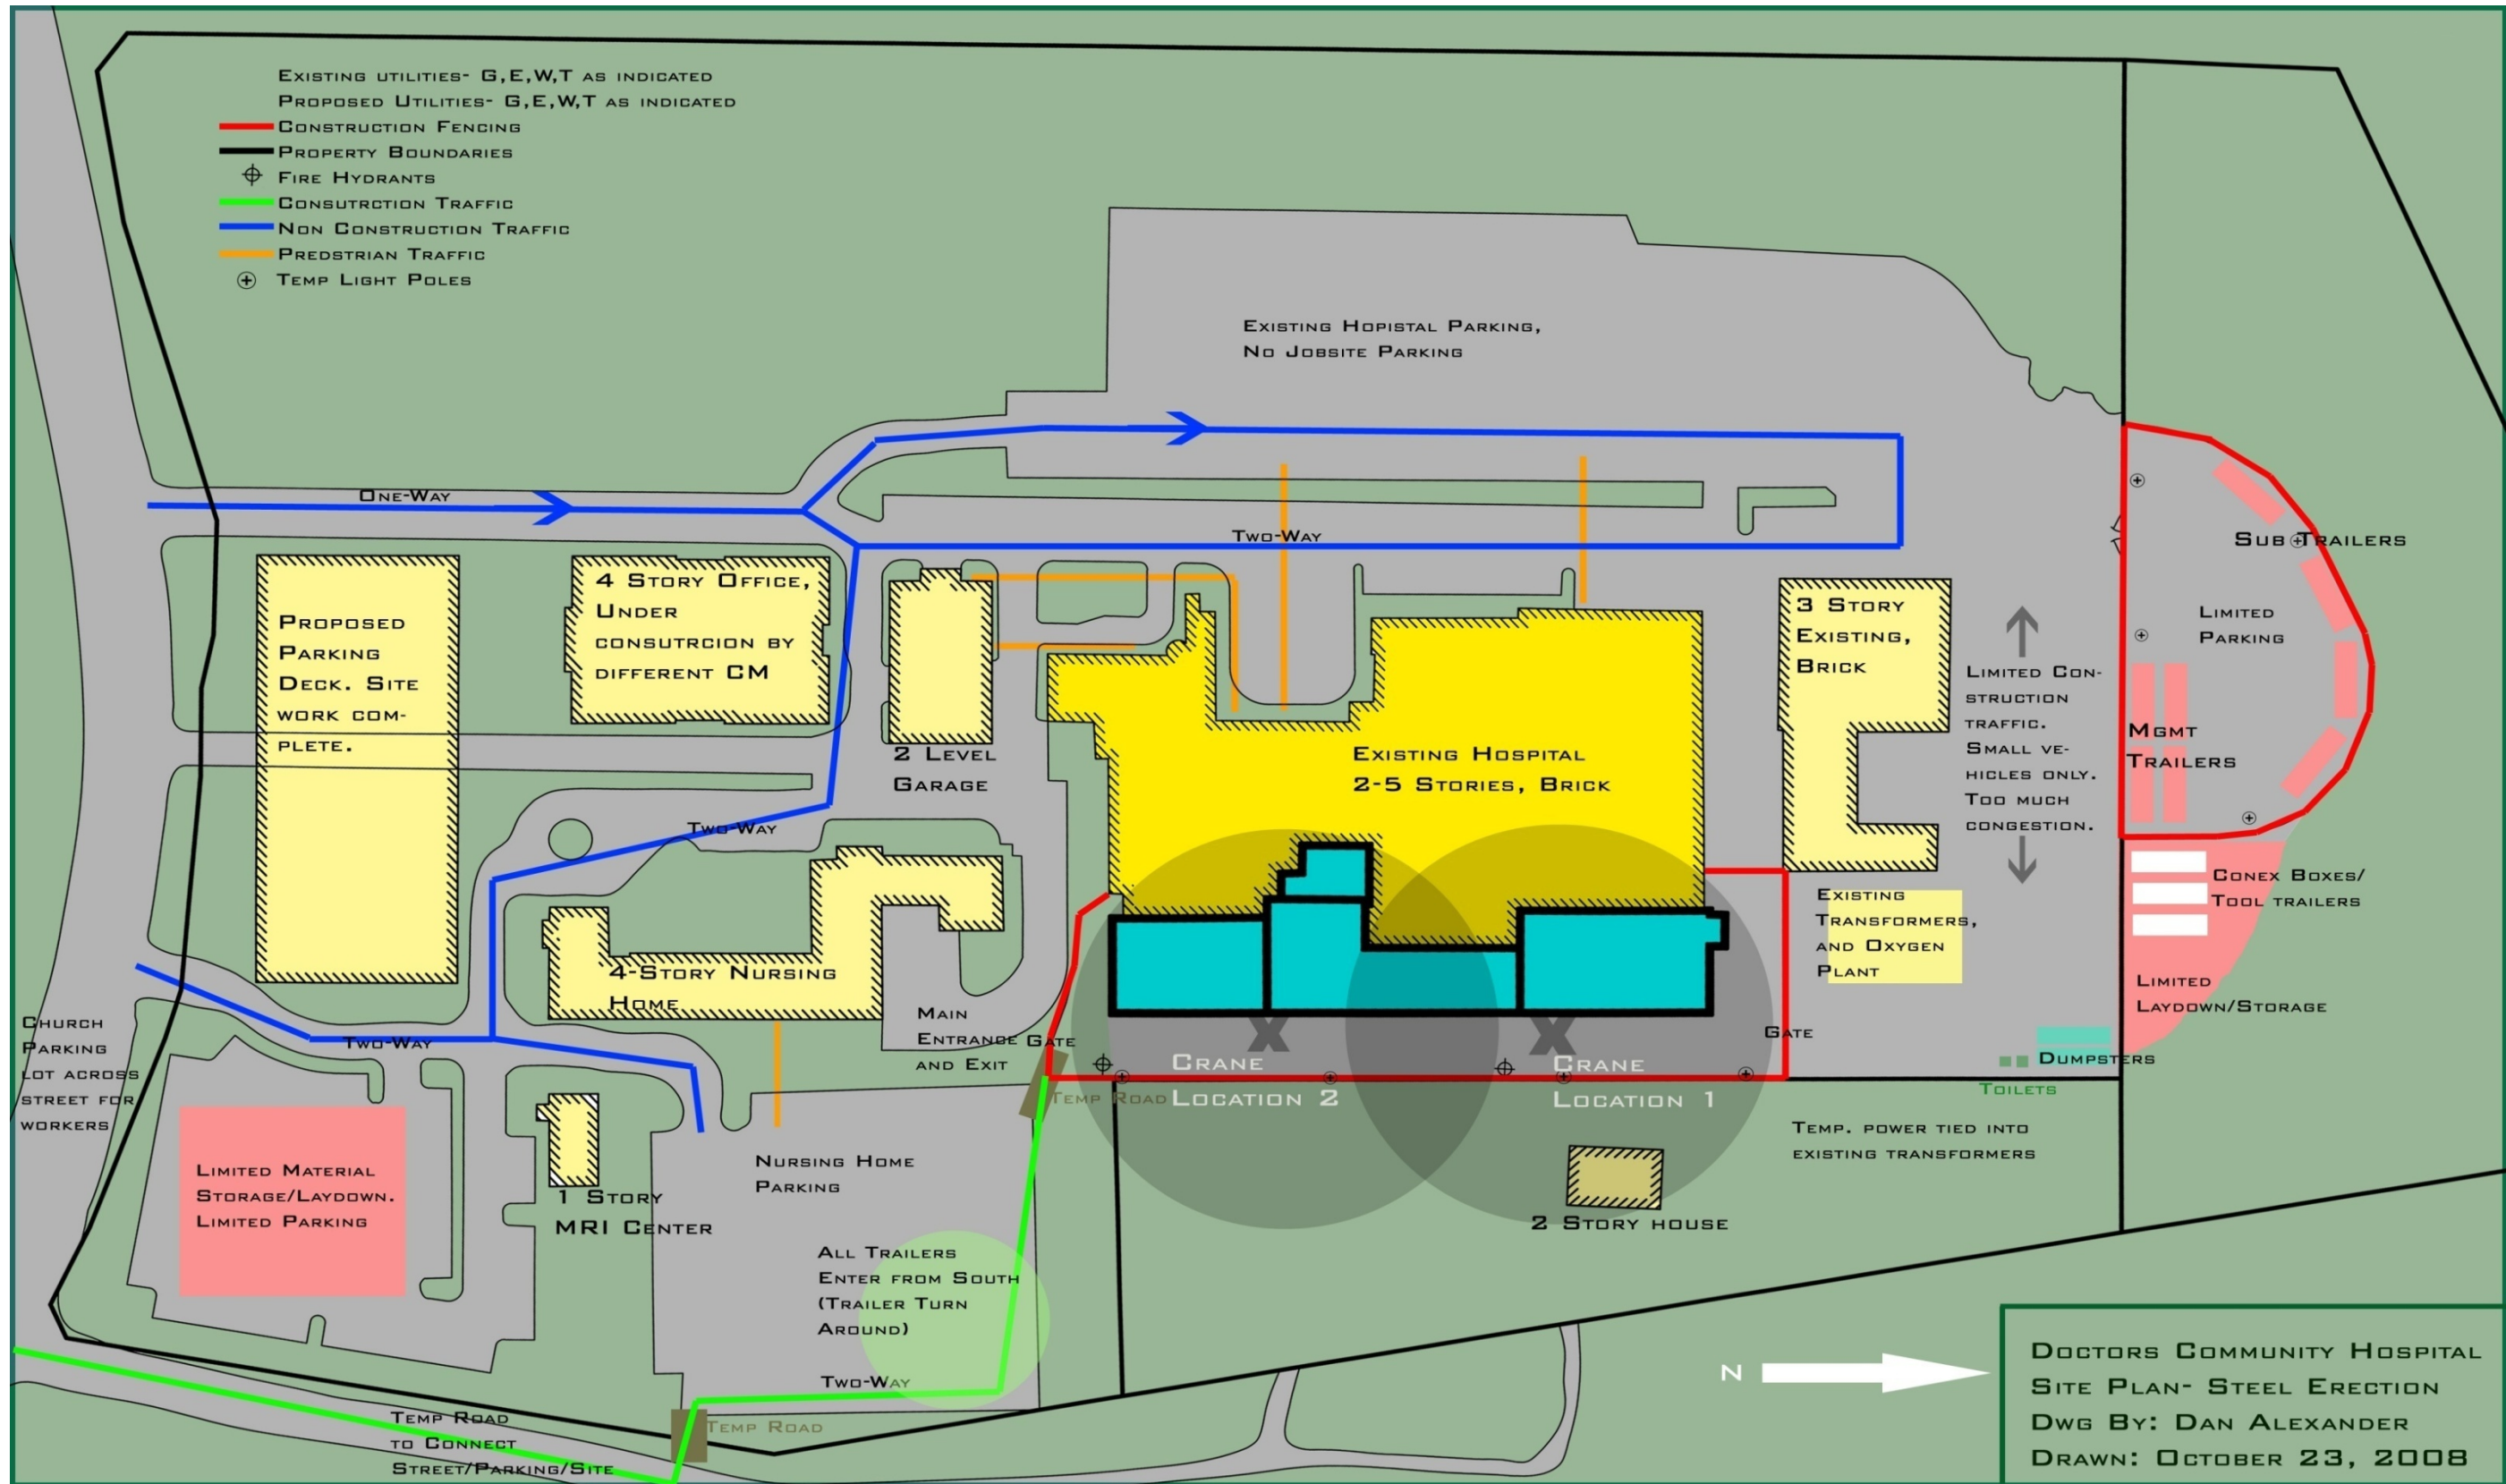 Existing utilities- G,E,W,T as indicated
Proposed Utilities- G,E,W,T as indicated
Construction Fencing
Property Boundaries
Fire Hydrants
Consutrction Traffic
Non Construction Traffic
Predstrian Traffic
Temp Light Poles
Existing Hopistal Parking,
No Jobsite Parking
One-Way
Two-Way
Sub Trailers
Limited
Parking
Mgmt
Trailers
Proposed
Parking
Deck. Site
work com-
plete.
4 Story Office,
Under
consutrcion by
different CM
2 Level
Garage
Existing Hospital
2-5 Stories, Brick
3 Story
Existing,
Brick
Limited Con-
struction
traffic.
Small ve-
hicles only.
Too much
congestion.
Two-Way
Conex Boxes/
Tool trailers
Existing
Transformers,
and Oxygen
Plant
Limited
Laydown/Storage
4-Story Nursing
Home
Main
Entrance
and Exit
Gate
Gate
Church
Parking
lot across
street for
workers
Two-Way
Crane
Location 2
Crane
Location 1
Dumpsters
Toilets
Temp Road
Temp. power tied into
existing transformers
Limited Material
Storage/Laydown.
Limited Parking
1 Story
MRI Center
Nursing Home
Parking
2 Story house
All Trailers
Enter from South
(Trailer Turn
Around)
Two-Way
Temp Road
Temp Road
to Connect
Street/Parking/Site
N
Doctors Community Hospital
Site Plan- Steel Erection
Dwg By: Dan Alexander
Drawn: October 23, 2008